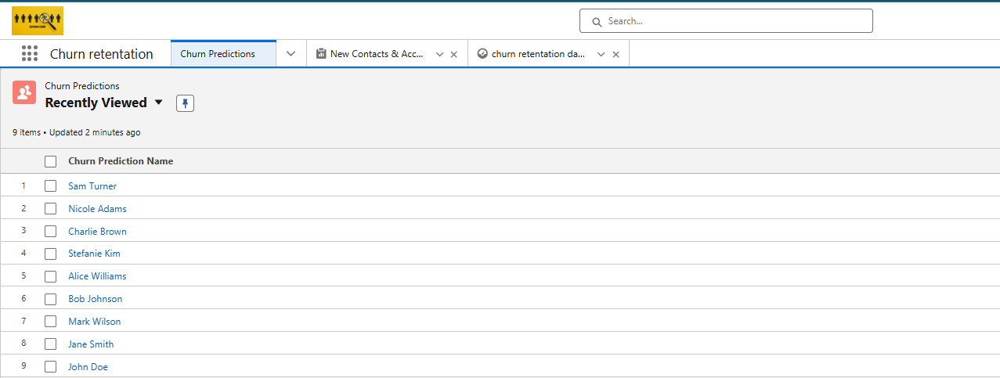 Search...
Churn retentation
Churn Predictions
New Contacts & Acc...
churn retentation da...
Churn Predictions
Recently Viewed
9 items • Updated 2 minutes ago
Churn Prediction Name
1 Sam Turner
2 Nicole Adams
3 Charlie Brown
4 Stefanie Kim
5 Alice Williams
6 Bob Johnson
7 Mark Wilson
8 Jane Smith
9 John Doe